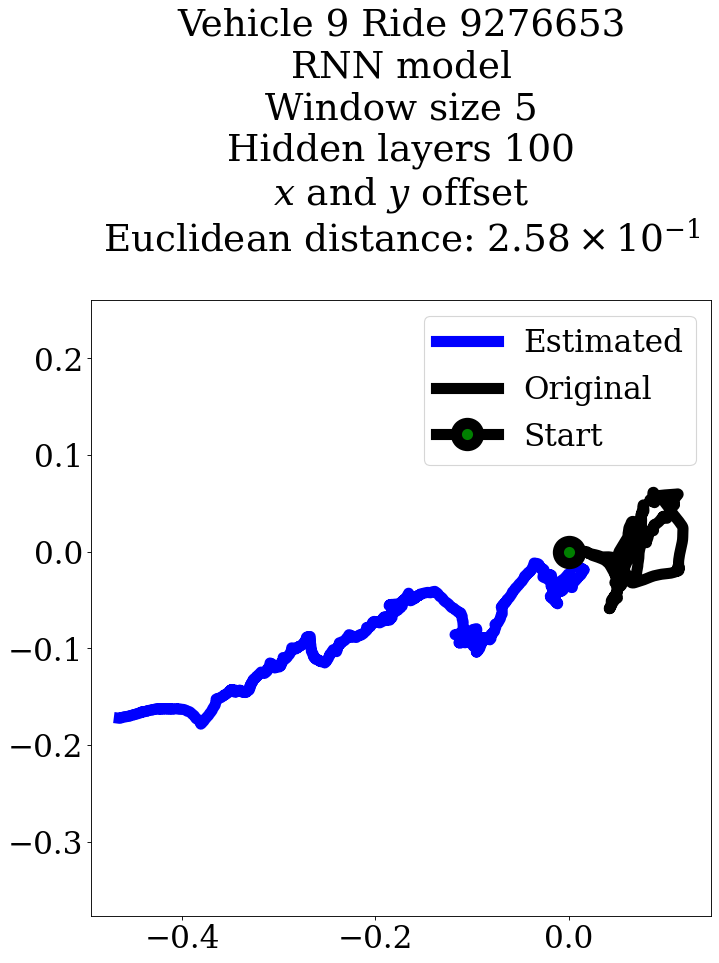 Vehicle 9 Ride 9276653
RNN model
Window size 5
Hidden layers 100
x and y offset
Euclidean distance: 2.58 × 10⁻¹
Estimated
Original
Start
0.2
0.1
0.0
−0.1
−0.2
−0.3
−0.4 −0.2 0.0